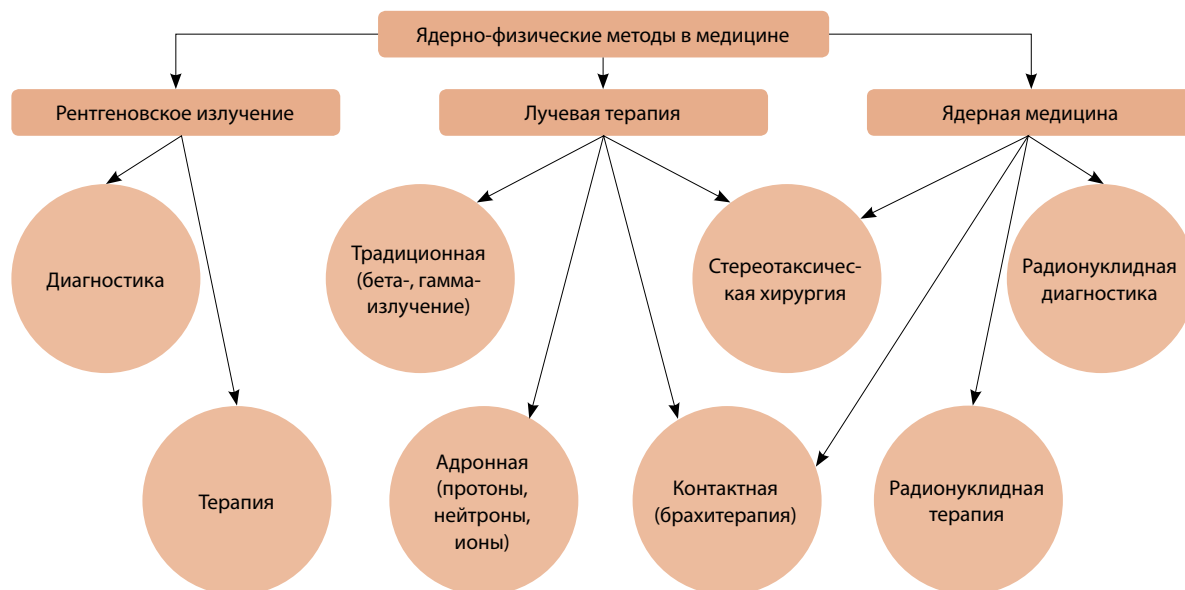 Ядерно-физические методы в медицине
Рентгеновское излучение
Лучевая терапия
Ядерная медицина
Диагностика
Традиционная
(бета-, гамма-
излучение)
Стереотаксичес-
кая хирургия
Радионуклидная
диагностика
Терапия
Адронная
(протоны,
нейтроны,
ионы)
Контактная
(брахитерапия)
Радионуклидная
терапия